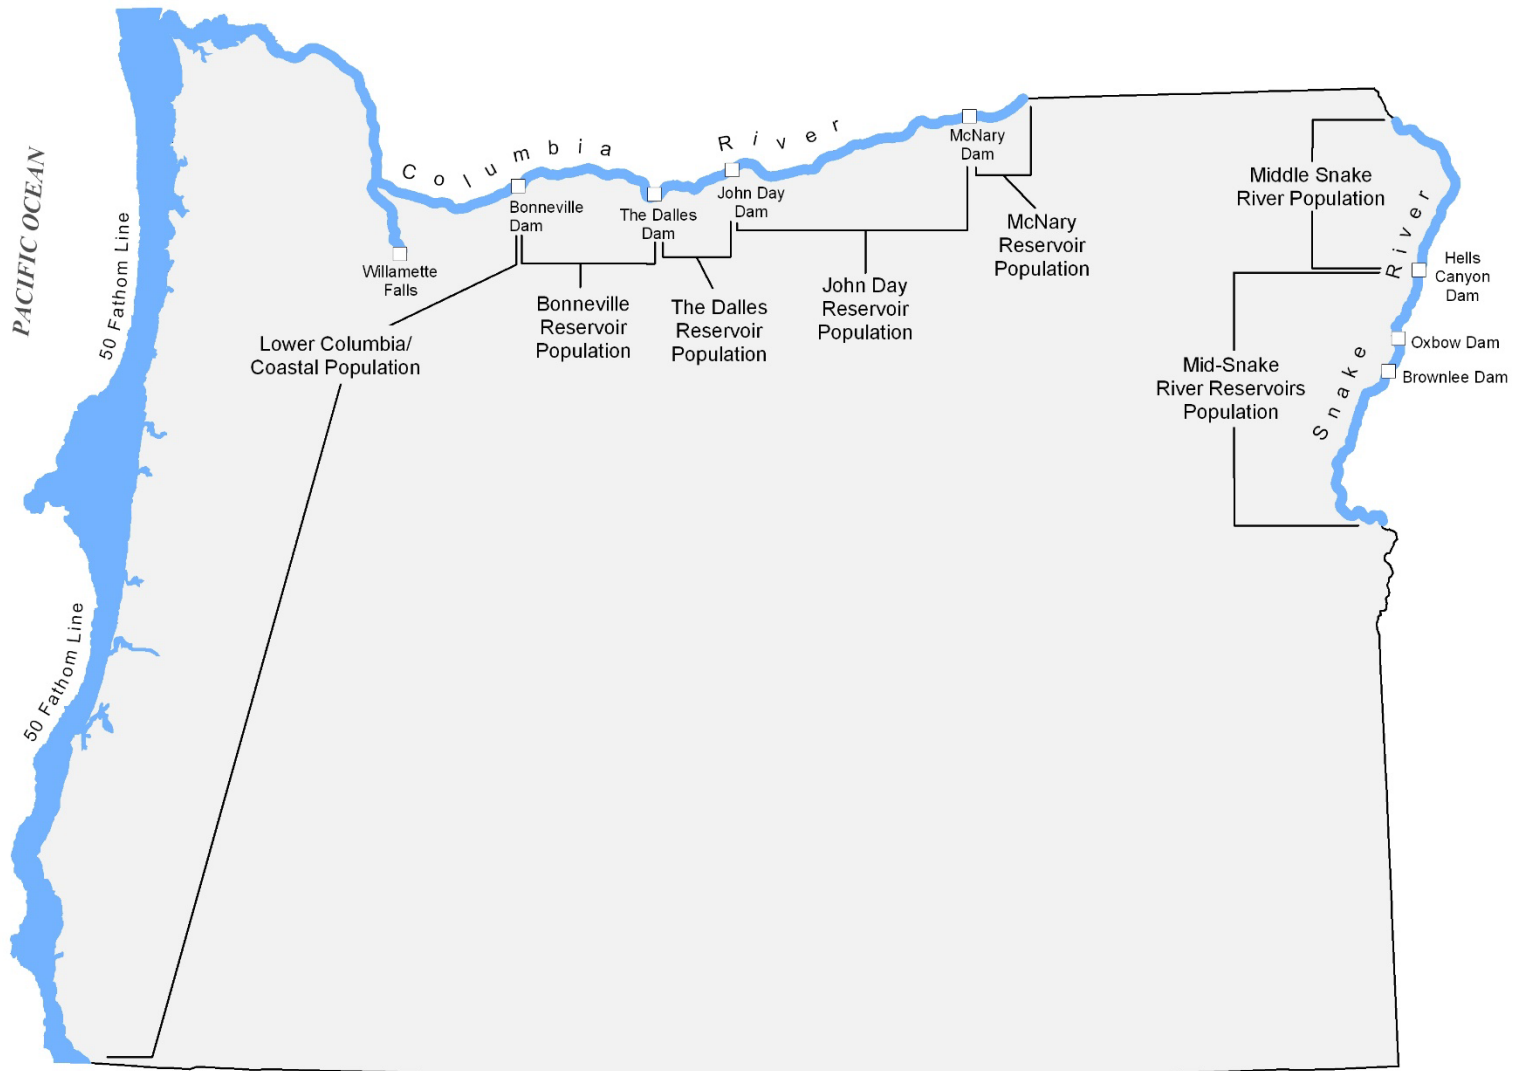 PACIFIC OCEAN
50 Fathom Line
50 Fathom Line
Columbia River
Willamette
Falls
Bonneville
Dam
The Dalles
Dam
John Day
Dam
McNary
Dam
Lower Columbia/
Coastal Population
Bonneville
Reservoir
Population
The Dalles
Reservoir
Population
John Day
Reservoir
Population
McNary
Reservoir
Population
Middle Snake
River Population
Snake River
Hells
Canyon
Dam
Oxbow Dam
Brownlee Dam
Mid-Snake
River Reservoirs
Population